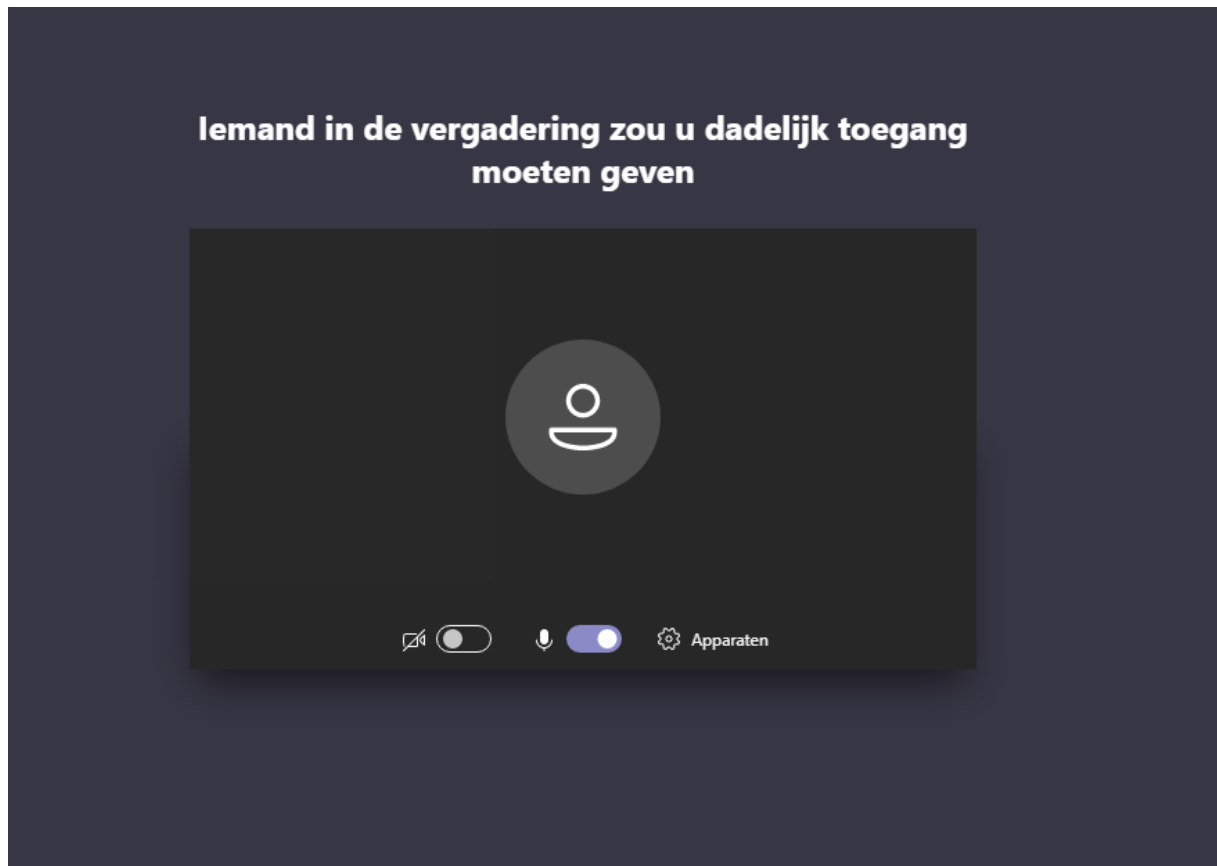 Iemand in de vergadering zou u dadelijk toegang
moeten geven
Apparaten